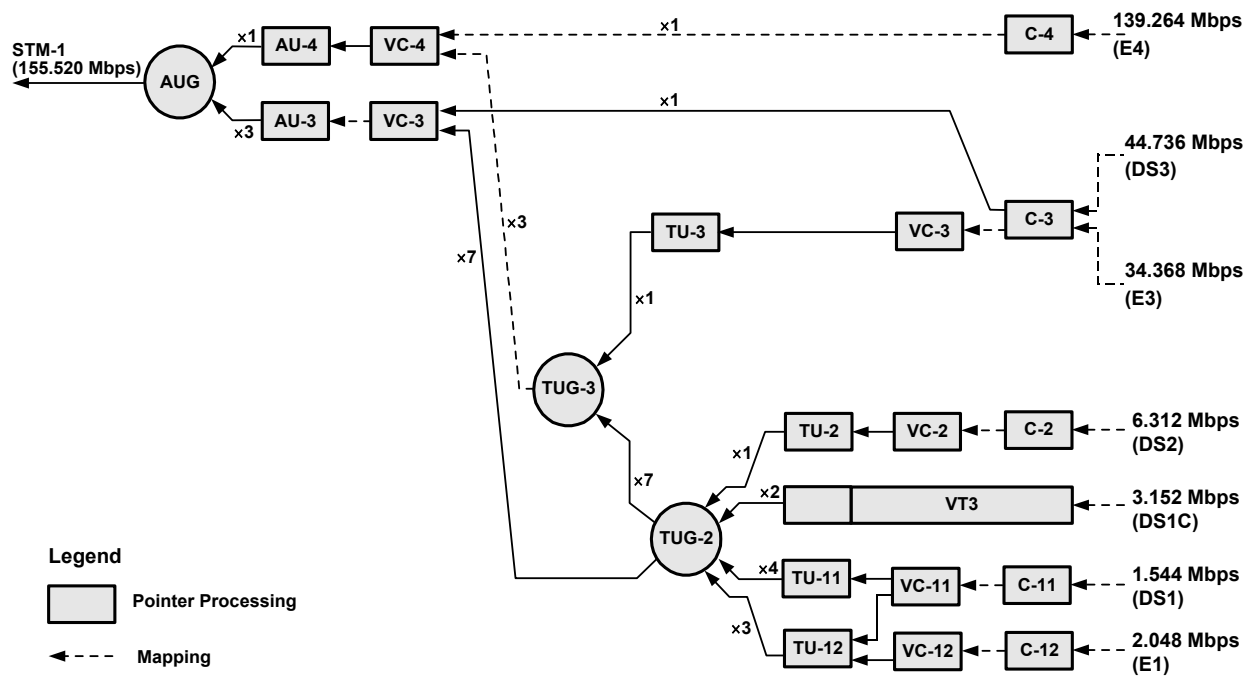 STM-1
(155.520 Mbps)
AUG
×1
AU-4
VC-4
×1
C-4
139.264 Mbps
(E4)
×3
AU-3
VC-3
×1
44.736 Mbps
(DS3)
C-3
34.368 Mbps
(E3)
VC-3
TU-3
×3
×7
×1
TUG-3
×7
TUG-2
×1
TU-2
VC-2
C-2
6.312 Mbps
(DS2)
×2
VT3
3.152 Mbps
(DS1C)
×4
TU-11
VC-11
C-11
1.544 Mbps
(DS1)
×3
TU-12
VC-12
C-12
2.048 Mbps
(E1)
Legend
Pointer Processing
Mapping